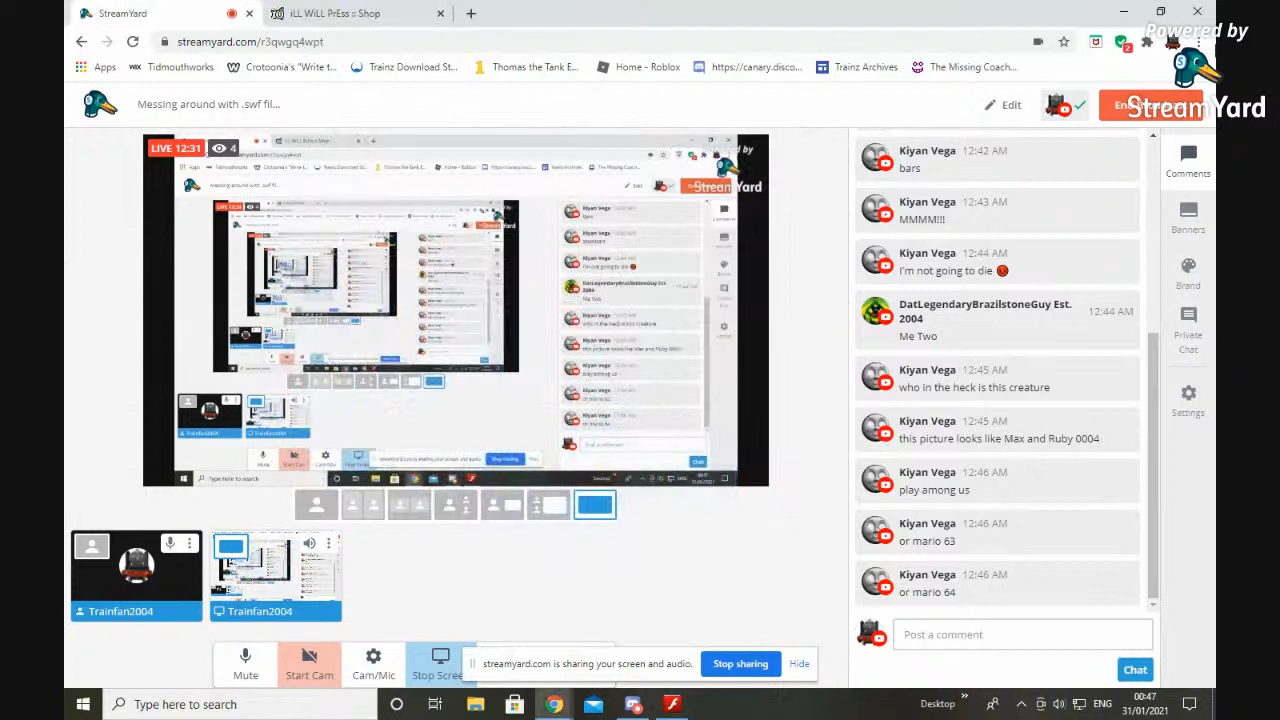 StreamYard
iLL WiLL PrEss :: Shop
Powered by
streamyard.com/r3qwgq4wpt
2
Apps
WIX
Tidmouthworks
Crotoonia's "Write t...
Trainz Download St...
Thomas the Tank E...
Home - Roblox
https://canary.disco...
Trainz Archives
The Missing Coach...
Messing around with .swf fil...
Edit
StreamYard
LIVE 12:31
4
Kiyan Vega 12:42 AM
bars
Kiyan Vega 12:43 AM
MMMM!!!
Kiyan Vega 12:44 AM
I'm not going to die
DatLegendaryBrazilstoneGuy Est.
2004 12:44 AM
Me Two
Kiyan Vega 12:45 AM
who in the heck is this creature
Kiyan Vega 12:45 AM
this picture looks like Max and Ruby 0004
Kiyan Vega 12:46 AM
play among us
Kiyan Vega 12:46 AM
or mario 63
Kiyan Vega 12:46 AM
or mario 64
Comments
Banners
Brand
Private
Chat
Settings
Post a comment
Chat
Trainfan2004
Trainfan2004
Mute
Start Cam
Cam/Mic
Stop Scree
streamyard.com is sharing your screen and audio.
Stop sharing
Hide
Type here to search
Desktop
ENG
00:47
31/01/2021